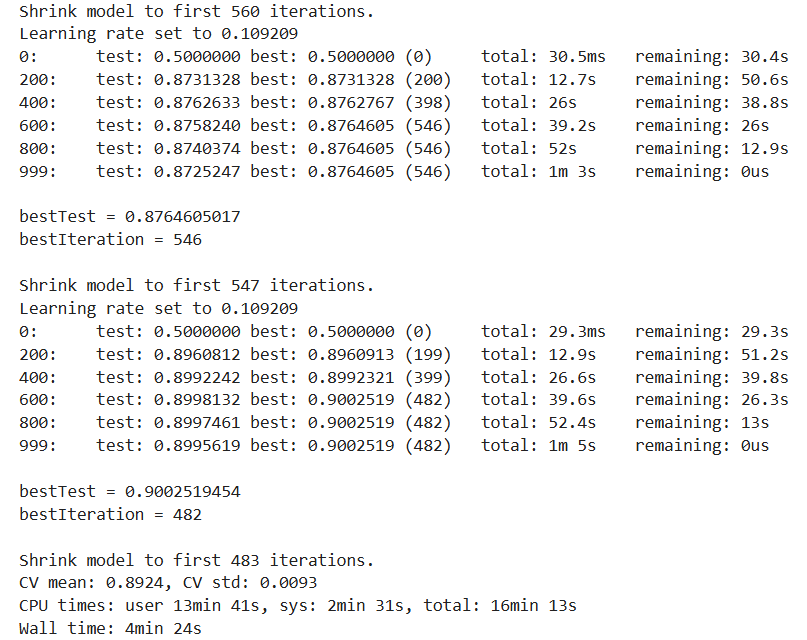 Shrink model to first 560 iterations.
Learning rate set to 0.109209
0: test: 0.5000000 best: 0.5000000 (0) total: 30.5ms remaining: 30.4s
200: test: 0.8731328 best: 0.8731328 (200) total: 12.7s remaining: 50.6s
400: test: 0.8762633 best: 0.8762767 (398) total: 26s remaining: 38.8s
600: test: 0.8758240 best: 0.8764605 (546) total: 39.2s remaining: 26s
800: test: 0.8740374 best: 0.8764605 (546) total: 52s remaining: 12.9s
999: test: 0.8725247 best: 0.8764605 (546) total: 1m 3s remaining: 0us
bestTest = 0.8764605017
bestIteration = 546
Shrink model to first 547 iterations.
Learning rate set to 0.109209
0: test: 0.5000000 best: 0.5000000 (0) total: 29.3ms remaining: 29.3s
200: test: 0.8960812 best: 0.8960913 (199) total: 12.9s remaining: 51.2s
400: test: 0.8992242 best: 0.8992321 (399) total: 26.6s remaining: 39.8s
600: test: 0.8998132 best: 0.9002519 (482) total: 39.6s remaining: 26.3s
800: test: 0.8997461 best: 0.9002519 (482) total: 52.4s remaining: 13s
999: test: 0.8995619 best: 0.9002519 (482) total: 1m 5s remaining: 0us
bestTest = 0.9002519454
bestIteration = 482
Shrink model to first 483 iterations.
CV mean: 0.8924, CV std: 0.0093
CPU times: user 13min 41s, sys: 2min 31s, total: 16min 13s
Wall time: 4min 24s